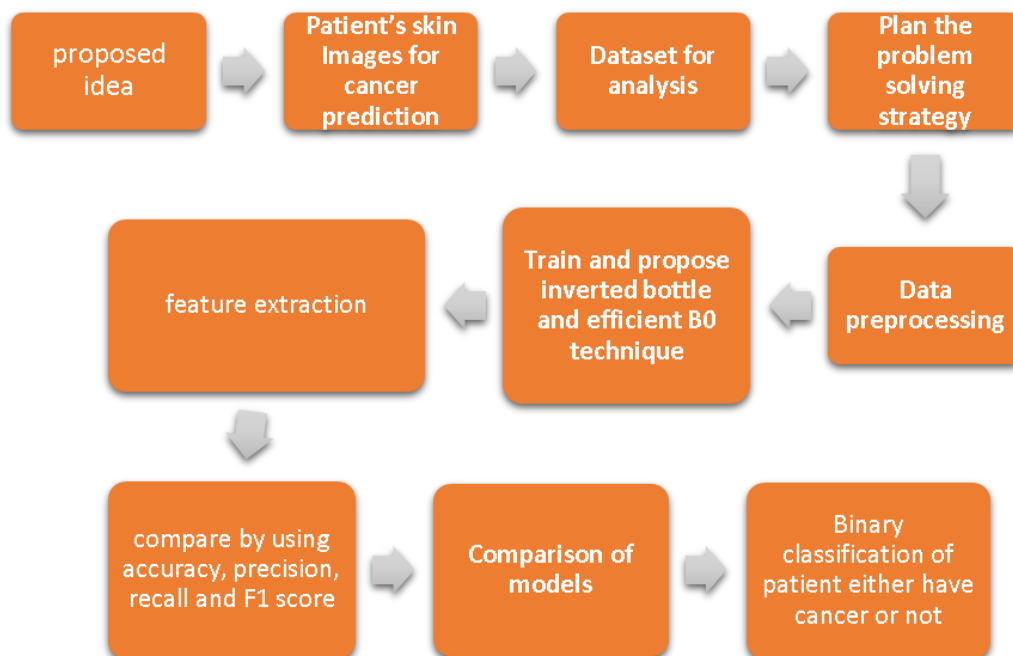 proposed
idea
Patient's skin
Images for
cancer
prediction
Dataset for
analysis
Plan the
problem
solving
strategy
Data
preprocessing
Train and propose
inverted bottle
and efficient B0
technique
feature extraction
compare by using
accuracy, precision,
recall and F1 score
Comparison of
models
Binary
classification of
patient either have
cancer or not